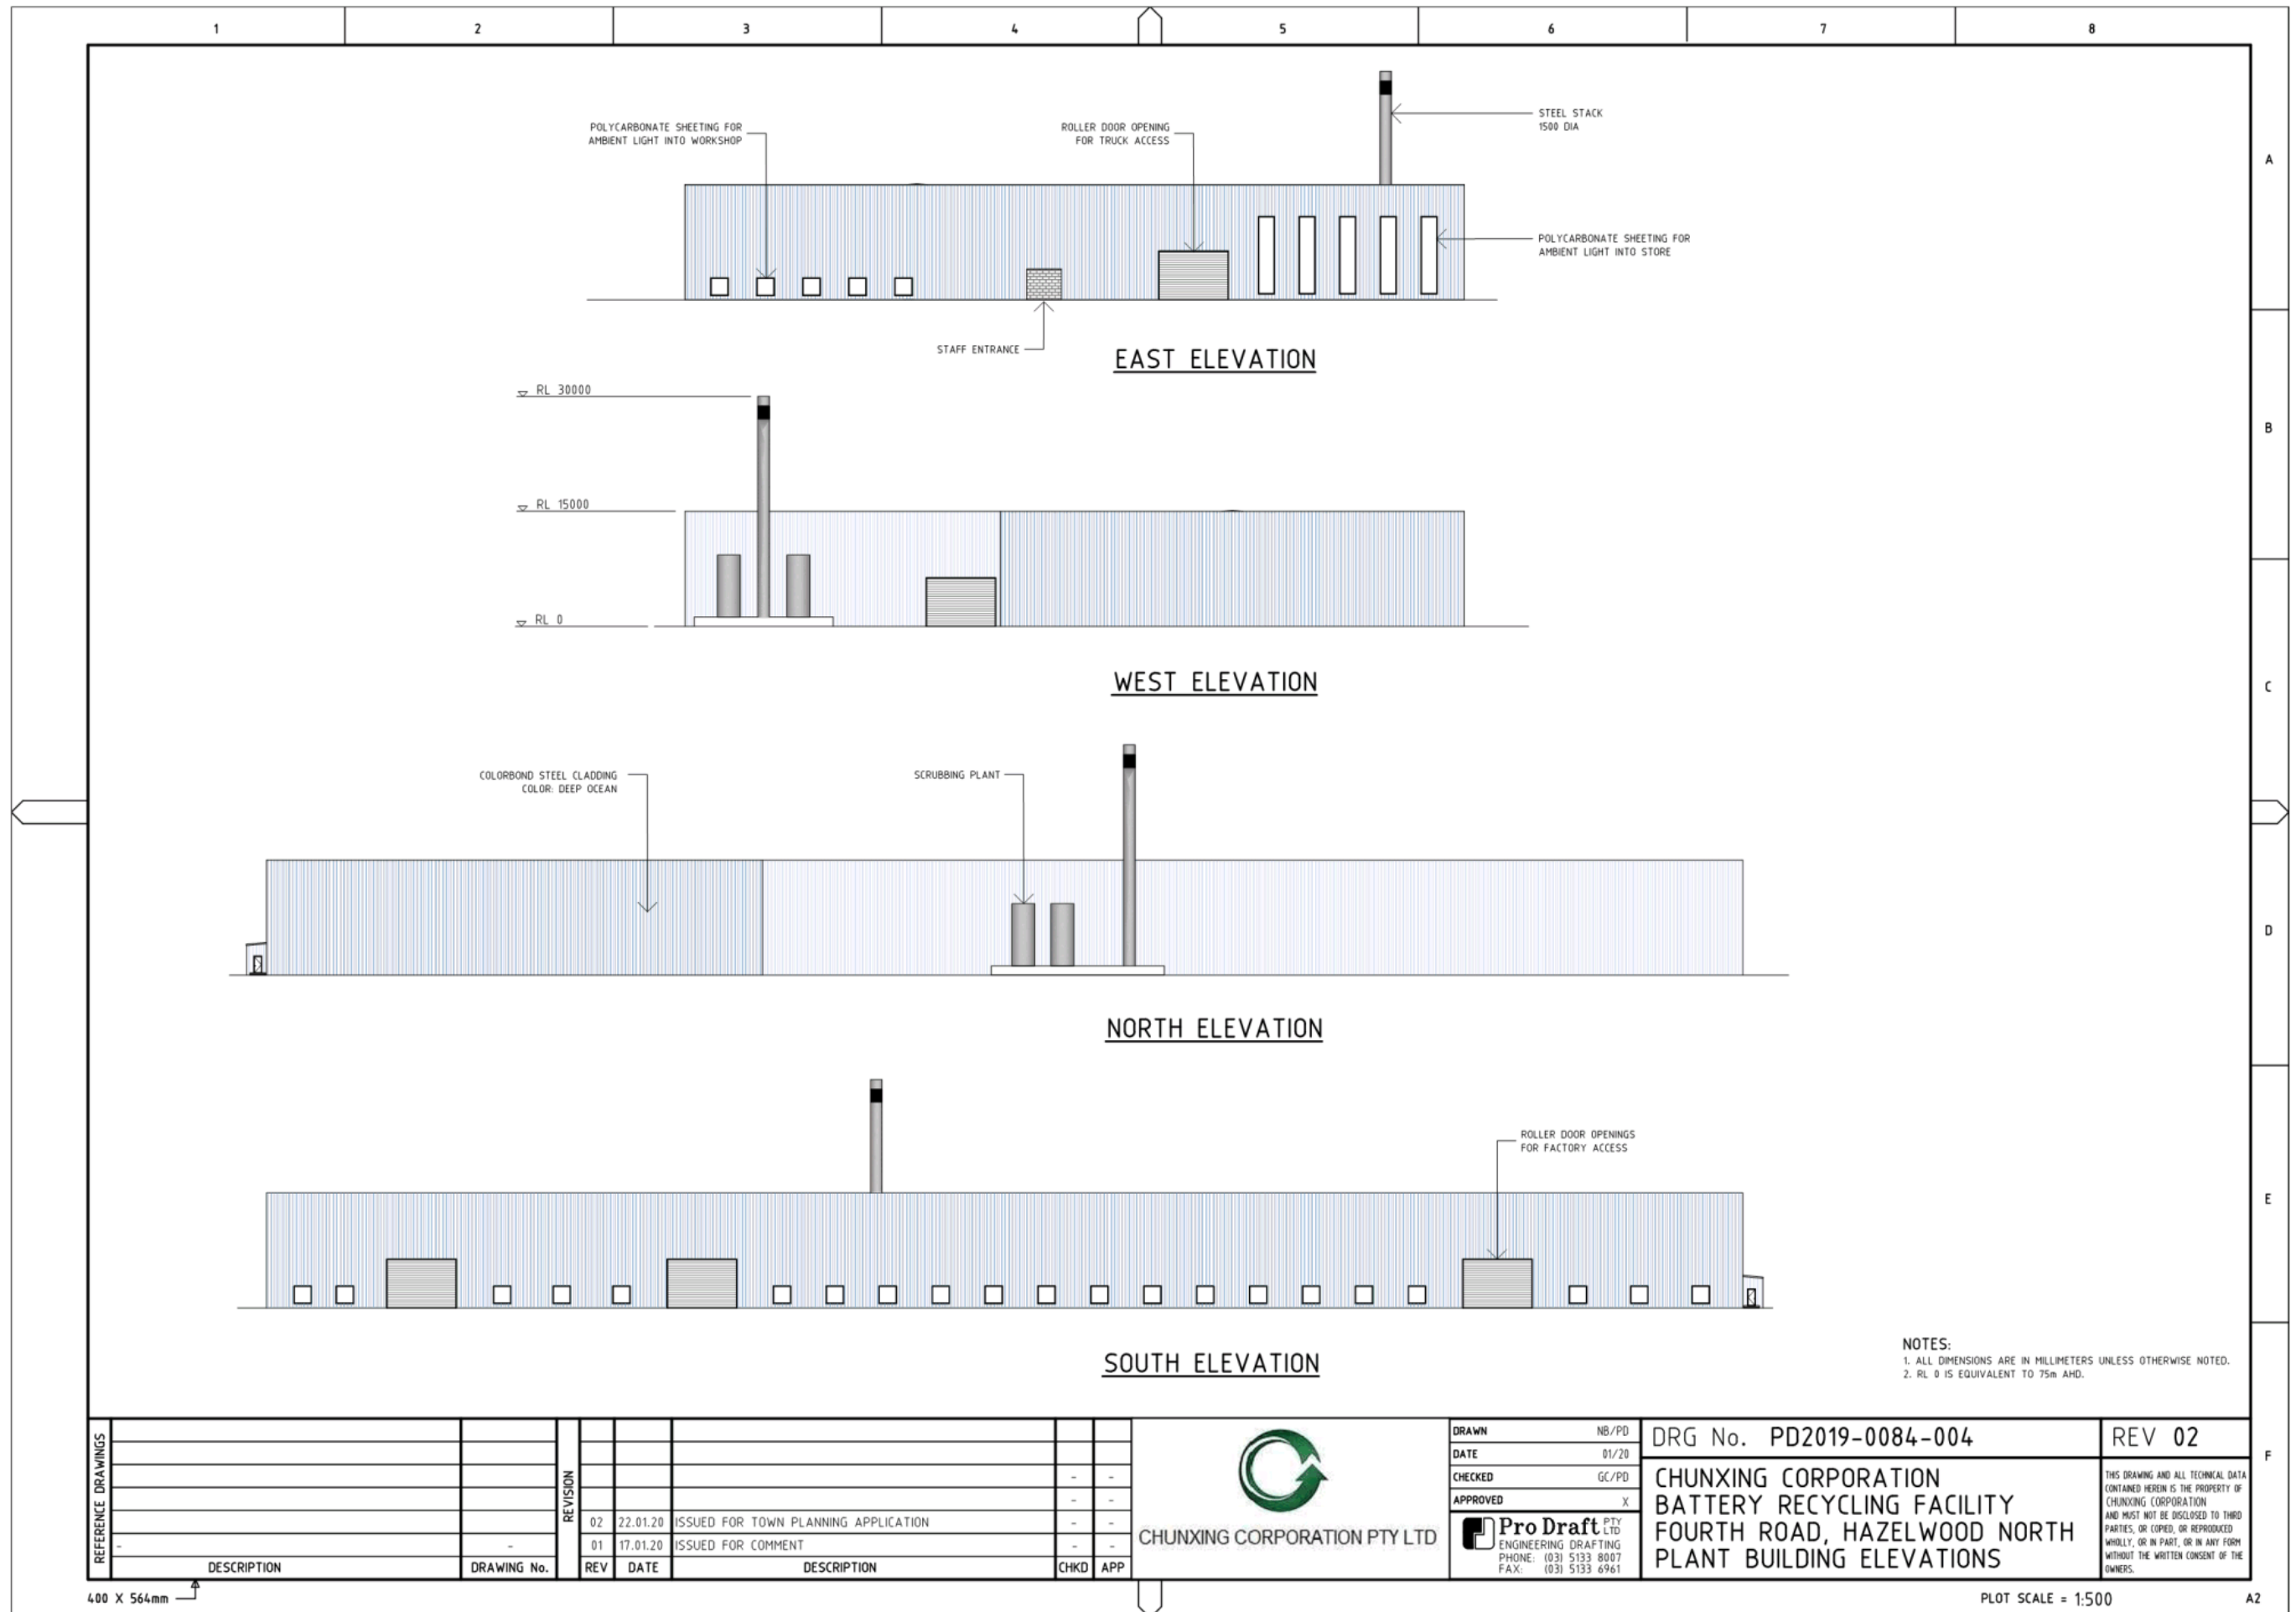 1 2 3 4 5 6 7 8
A
B
C
D
E
F
POLYCARBONATE SHEETING FOR
AMBIENT LIGHT INTO WORKSHOP
ROLLER DOOR OPENING
FOR TRUCK ACCESS
STEEL STACK
1500 DIA
POLYCARBONATE SHEETING FOR
AMBIENT LIGHT INTO STORE
STAFF ENTRANCE
EAST ELEVATION
RL 30000
RL 15000
RL 0
WEST ELEVATION
COLORBOND STEEL CLADDING
COLOR: DEEP OCEAN
SCRUBBING PLANT
NORTH ELEVATION
ROLLER DOOR OPENINGS
FOR FACTORY ACCESS
SOUTH ELEVATION
NOTES:
1. ALL DIMENSIONS ARE IN MILLIMETERS UNLESS OTHERWISE NOTED.
2. RL 0 IS EQUIVALENT TO 75m AHD.
REFERENCE DRAWINGS
- -
DESCRIPTION DRAWING No.
REVISION
- -
- -
02 22.01.20 ISSUED FOR TOWN PLANNING APPLICATION - -
01 17.01.20 ISSUED FOR COMMENT - -
REV DATE DESCRIPTION CHKD APP
CHUNXING CORPORATION PTY LTD
DRAWN NB/PD
DATE 01/20
CHECKED GC/PD
APPROVED X
Pro Draft PTY LTD
ENGINEERING DRAFTING
PHONE: (03) 5133 8007
FAX: (03) 5133 6961
DRG No. PD2019-0084-004
REV 02
CHUNXING CORPORATION
BATTERY RECYCLING FACILITY
FOURTH ROAD, HAZELWOOD NORTH
PLANT BUILDING ELEVATIONS
THIS DRAWING AND ALL TECHNICAL DATA
CONTAINED HEREIN IS THE PROPERTY OF
CHUNXING CORPORATION
AND MUST NOT BE DISCLOSED TO THIRD
PARTIES, OR COPIED, OR REPRODUCED
WHOLLY, OR IN PART, OR IN ANY FORM
WITHOUT THE WRITTEN CONSENT OF THE
OWNERS.
400 X 564mm
PLOT SCALE = 1:500
A2